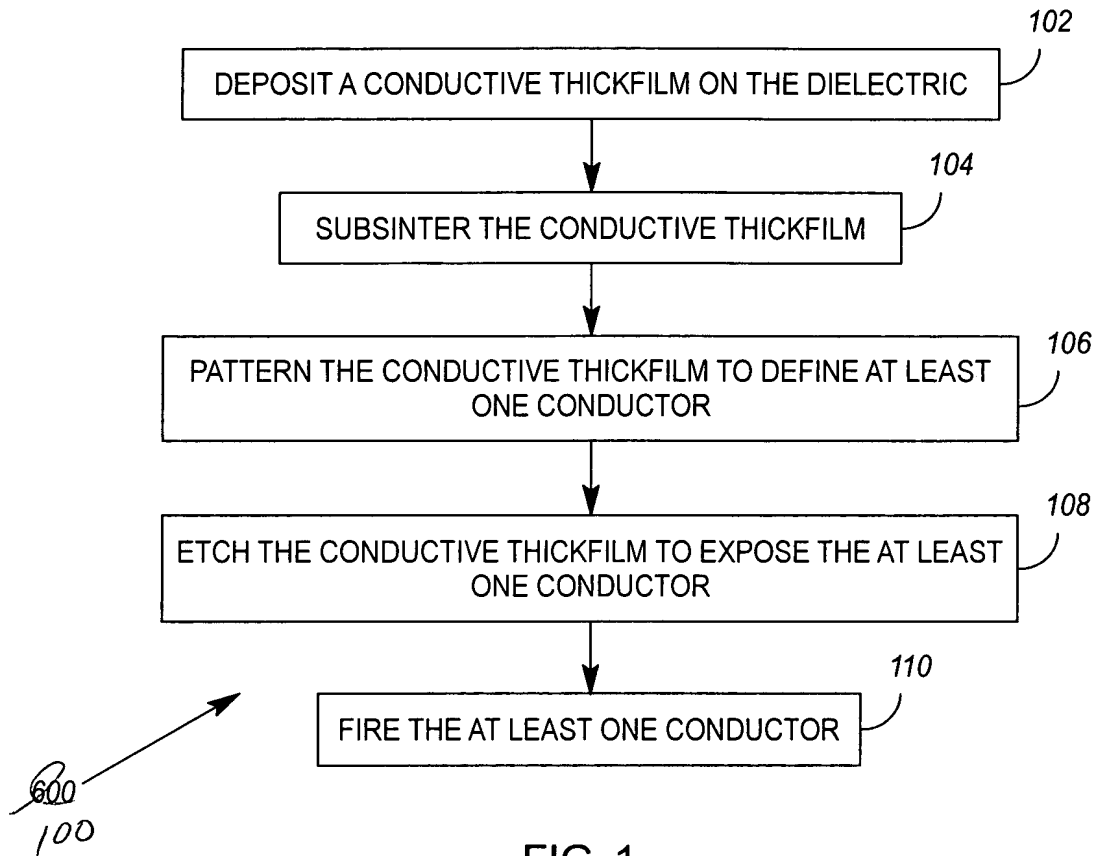 102
DEPOSIT A CONDUCTIVE THICKFILM ON THE DIELECTRIC
104
SUBSINTER THE CONDUCTIVE THICKFILM
106
PATTERN THE CONDUCTIVE THICKFILM TO DEFINE AT LEAST
ONE CONDUCTOR
108
ETCH THE CONDUCTIVE THICKFILM TO EXPOSE THE AT LEAST
ONE CONDUCTOR
110
FIRE THE AT LEAST ONE CONDUCTOR
600
100
FIG. 1